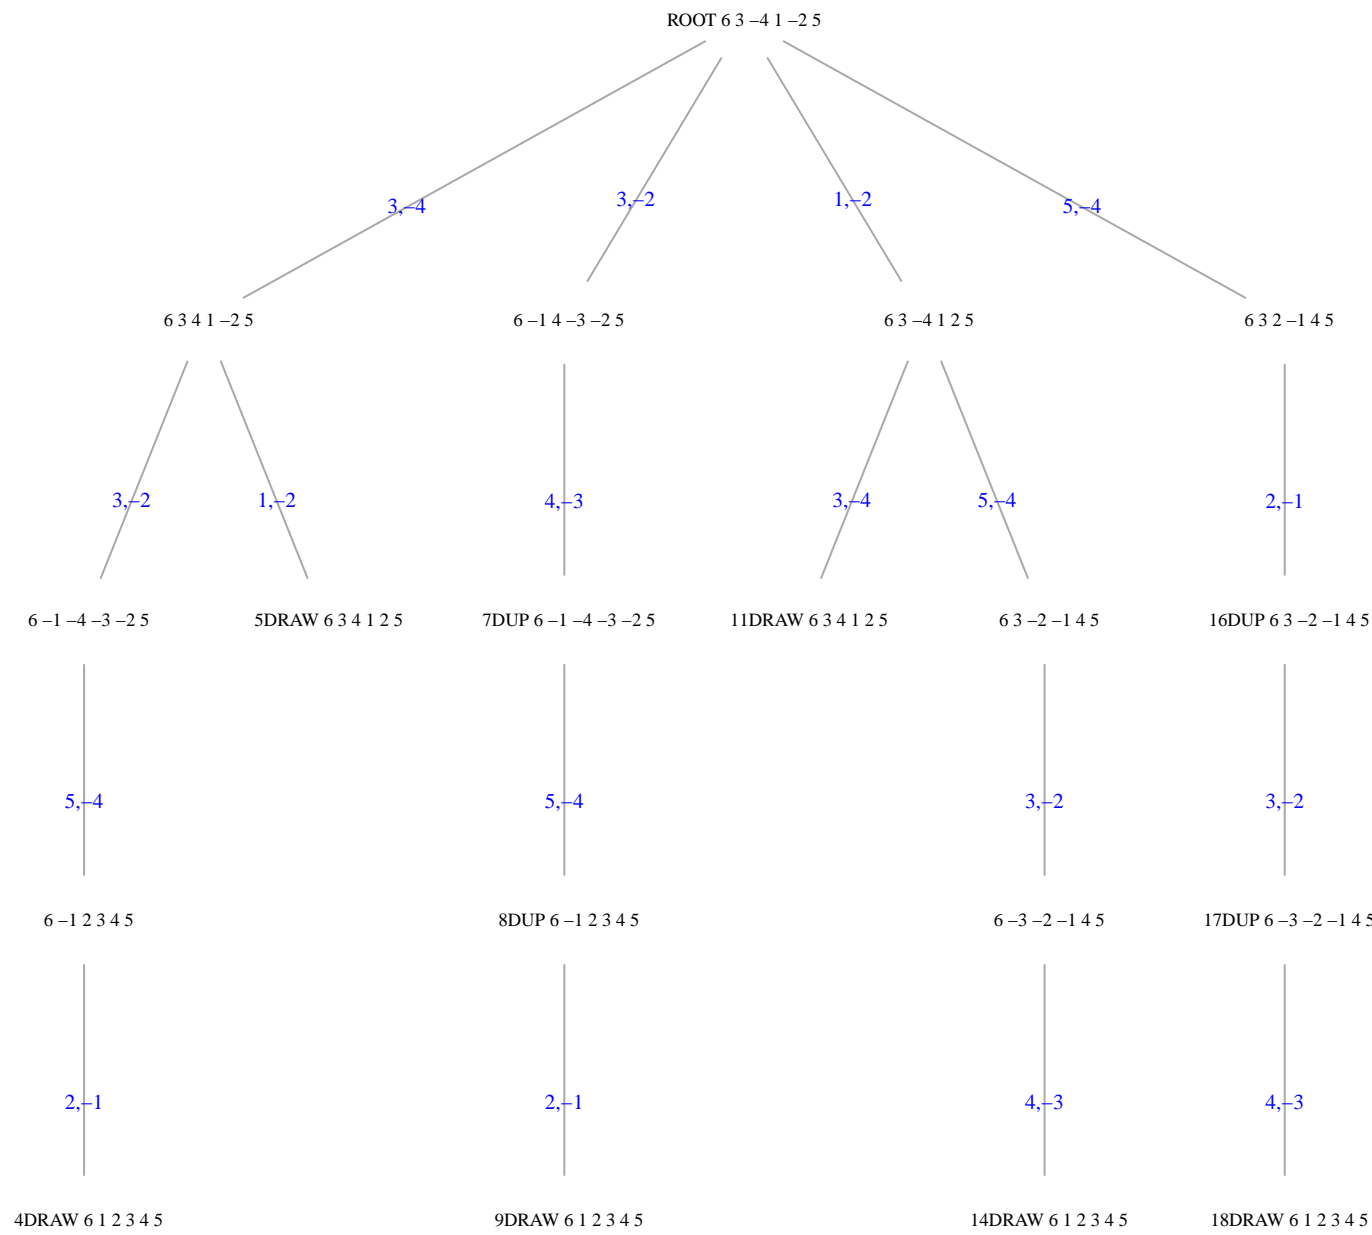 ROOT 6 3 –4 1 –2 5
3,–4
3,–2
1,–2
5,–4
6 3 4 1 –2 5
6 –1 4 –3 –2 5
6 3 –4 1 2 5
6 3 2 –1 4 5
3,–2
1,–2
4,–3
3,–4
5,–4
2,–1
6 –1 –4 –3 –2 5
5DRAW 6 3 4 1 2 5
7DUP 6 –1 –4 –3 –2 5
11DRAW 6 3 4 1 2 5
6 3 –2 –1 4 5
16DUP 6 3 –2 –1 4 5
5,–4
5,–4
3,–2
3,–2
6 –1 2 3 4 5
8DUP 6 –1 2 3 4 5
6 –3 –2 –1 4 5
17DUP 6 –3 –2 –1 4 5
2,–1
2,–1
4,–3
4,–3
4DRAW 6 1 2 3 4 5
9DRAW 6 1 2 3 4 5
14DRAW 6 1 2 3 4 5
18DRAW 6 1 2 3 4 5